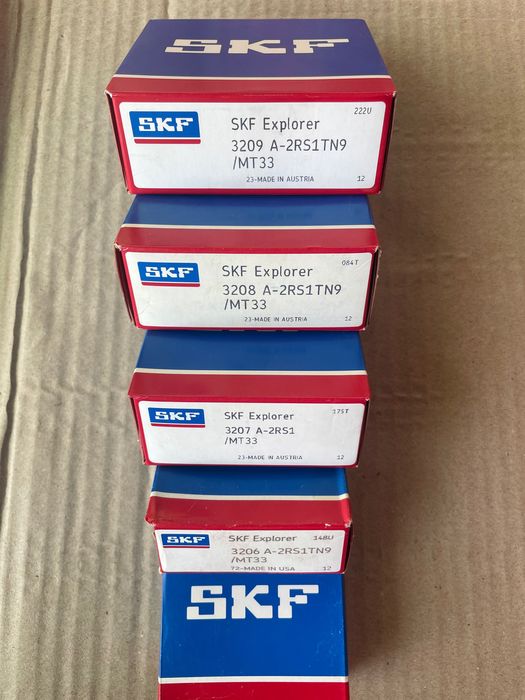 SKF
222U
SKF
SKF Explorer
3209 A-2RS1TN9
/MT33
23-MADE IN AUSTRIA 12
084T
SKF
SKF Explorer
3208 A-2RS1TN9
/MT33
23-MADE IN AUSTRIA 12
175T
SKF
SKF Explorer
3207 A-2RS1
/MT33
23-MADE IN AUSTRIA 12
SKF
SKF Explorer 148U
3206 A-2RS1TN9
/MT33
72-MADE IN USA 12
SKF